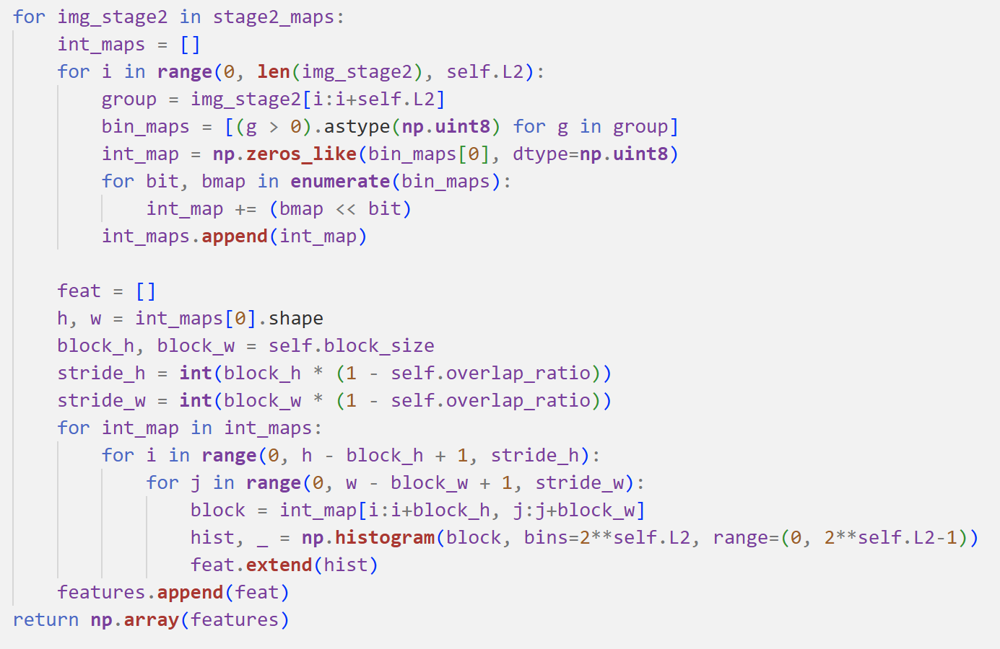 for img_stage2 in stage2_maps:
    int_maps = []
    for i in range(0, len(img_stage2), self.L2):
        group = img_stage2[i:i+self.L2]
        bin_maps = [(g > 0).astype(np.uint8) for g in group]
        int_map = np.zeros_like(bin_maps[0], dtype=np.uint8)
        for bit, bmap in enumerate(bin_maps):
            int_map += (bmap << bit)
        int_maps.append(int_map)

    feat = []
    h, w = int_maps[0].shape
    block_h, block_w = self.block_size
    stride_h = int(block_h * (1 - self.overlap_ratio))
    stride_w = int(block_w * (1 - self.overlap_ratio))
    for int_map in int_maps:
        for i in range(0, h - block_h + 1, stride_h):
            for j in range(0, w - block_w + 1, stride_w):
                block = int_map[i:i+block_h, j:j+block_w]
                hist, _ = np.histogram(block, bins=2**self.L2, range=(0, 2**self.L2-1))
                feat.extend(hist)
    features.append(feat)
return np.array(features)